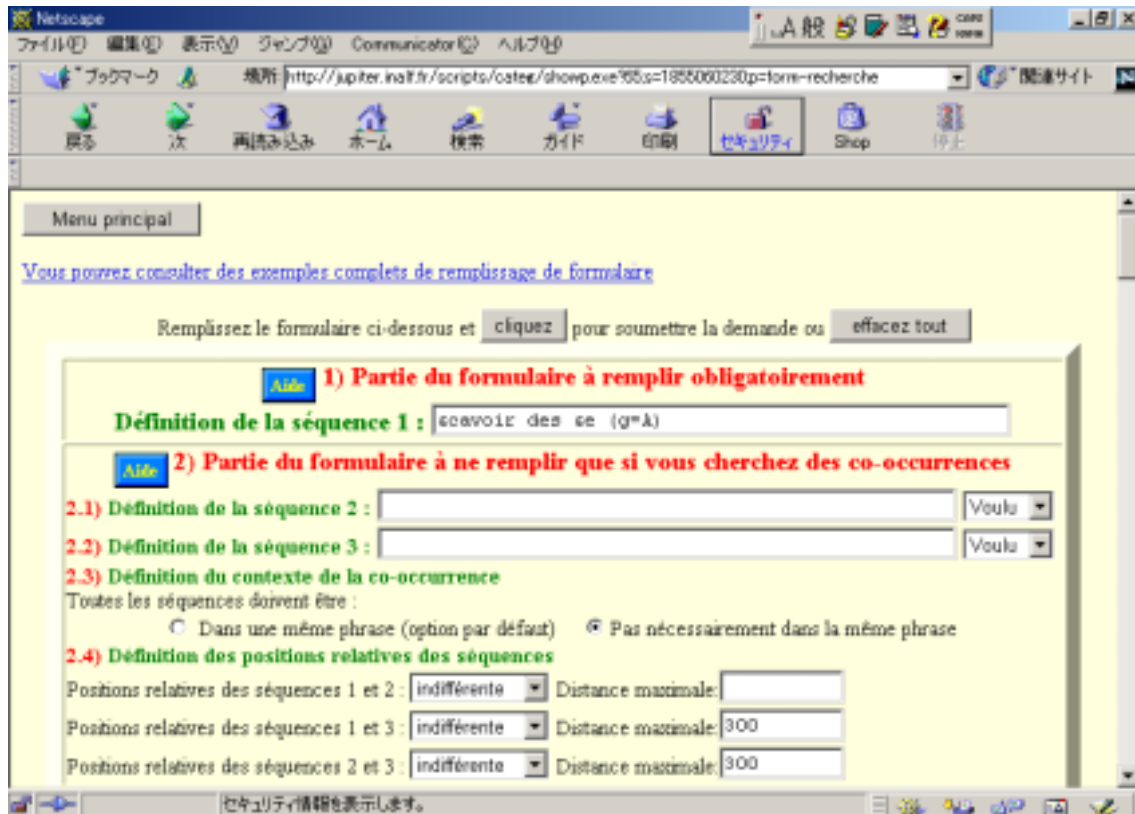 Netscape
A 般
ファイル(F) 編集(E) 表示(V) ジャンプ(G) Communicator(C) ヘルプ(H)
ブックマーク 場所 http://jupiter.inalf.fr/scripts/categ/showp.exe?65;s=1855060230;p=form-recherche 関連サイト
戻る 次 再読み込み ホーム 検索 ガイド 印刷 セキュリティ Shop 停止
Menu principal
Vous pouvez consulter des exemples complets de remplissage de formulaire
Remplissez le formulaire ci-dessous et cliquez pour soumettre la demande ou effacez tout
Aide 1) Partie du formulaire à remplir obligatoirement
Définition de la séquence 1 : scavoir des se (g=A)
Aide 2) Partie du formulaire à ne remplir que si vous cherchez des co-occurrences
2.1) Définition de la séquence 2 : Voulu
2.2) Définition de la séquence 3 : Voulu
2.3) Définition du contexte de la co-occurrence
Toutes les séquences doivent être :
Dans une même phrase (option par défaut) Pas nécessairement dans la même phrase
2.4) Définition des positions relatives des séquences
Positions relatives des séquences 1 et 2 : indifférente Distance maximale:
Positions relatives des séquences 1 et 3 : indifférente Distance maximale: 300
Positions relatives des séquences 2 et 3 : indifférente Distance maximale: 300
セキュリティ情報を表示します。